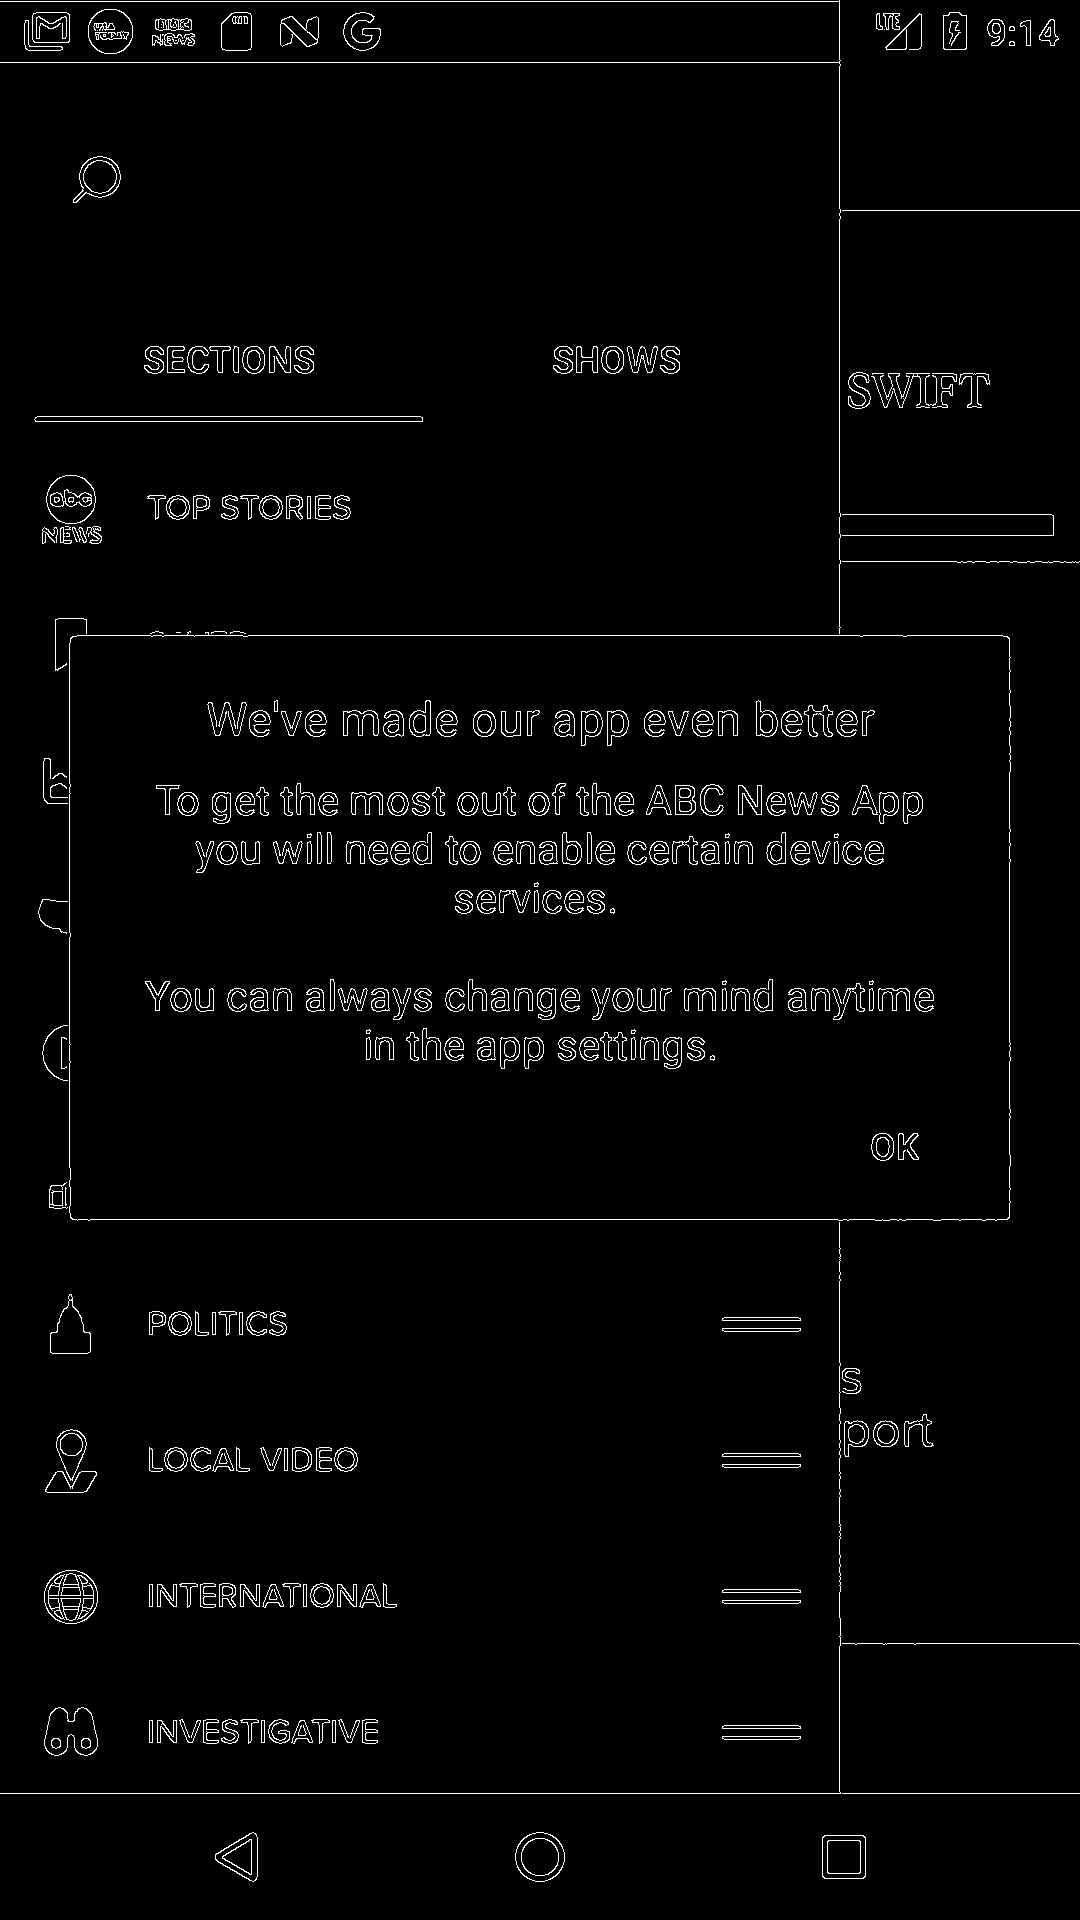 LTE 9:14
BBC
NEWS
SECTIONS SHOWS
SWIFT
abc
NEWS
TOP STORIES
We've made our app even better
To get the most out of the ABC News App
you will need to enable certain device
services.
You can always change your mind anytime
in the app settings.
OK
POLITICS
s
port
LOCAL VIDEO
INTERNATIONAL
INVESTIGATIVE